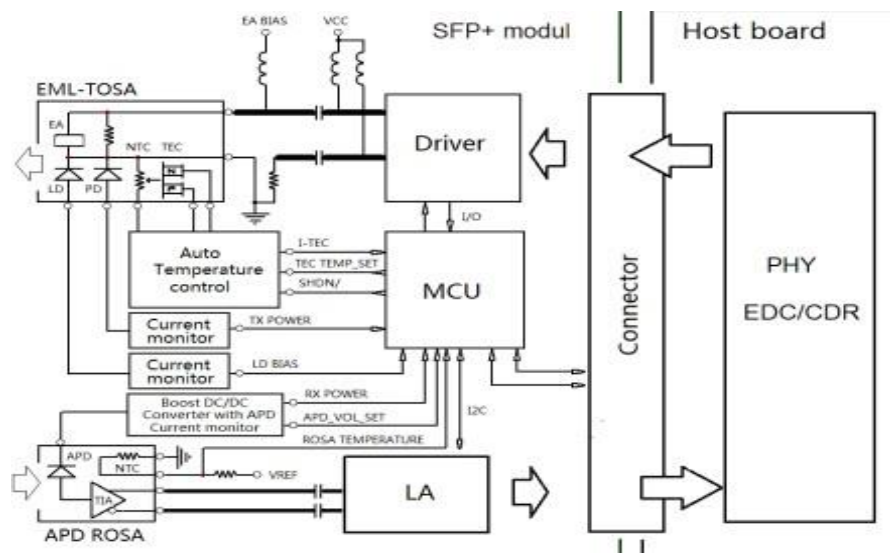 EA BIAS
VCC
SFP+ modul
Host board
EML-TOSA
EA
NTC
TEC
N
P
LD
PD
Driver
I/O
Auto
Temperature
control
I-TEC
TEC TEMP_SET
SHDN/
MCU
Connector
PHY
EDC/CDR
Current
monitor
TX POWER
Current
monitor
LD BIAS
Boost DC/DC
Converter with APD
Current monitor
RX POWER
APD_VOL_SET
I2C
ROSA TEMPERATURE
APD
NTC
VREF
TIA
LA
APD ROSA